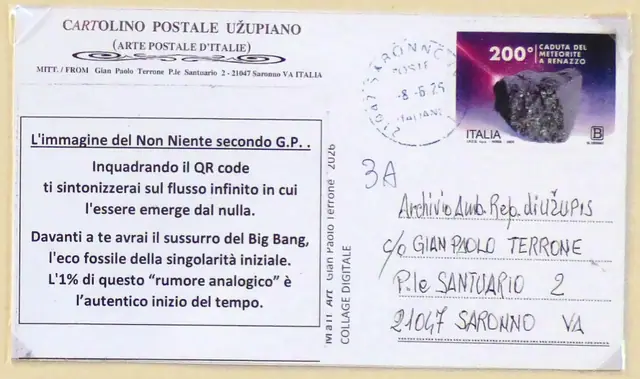 CARTOLINO POSTALE UŽUPIANO
(ARTE POSTALE D'ITALIE)
MITT. / FROM Gian Paolo Terrone P.le Santuario 2 - 21047 Saronno VA ITALIA
L'immagine del Non Niente secondo G.P. .
Inquadrando il QR code
ti sintonizzerai sul flusso infinito in cui
l'essere emerge dal nulla.
Davanti a te avrai il sussurro del Big Bang,
l'eco fossile della singolarità iniziale.
L'1% di questo “rumore analogico” è
l’autentico inizio del tempo.
Mail Art Gian Paolo Terrone 2026
COLLAGE DIGITALE
21047 SARONNO
POSTE
ITALIANE
200° CADUTA DEL
METEORITE
A RENAZZO
ITALIA
B
3A
Archivio Amb. Rep. di UŽUPIS
c/o GIAN PAOLO TERRONE
P.le SANTUARIO 2
21047 SARONNO VA